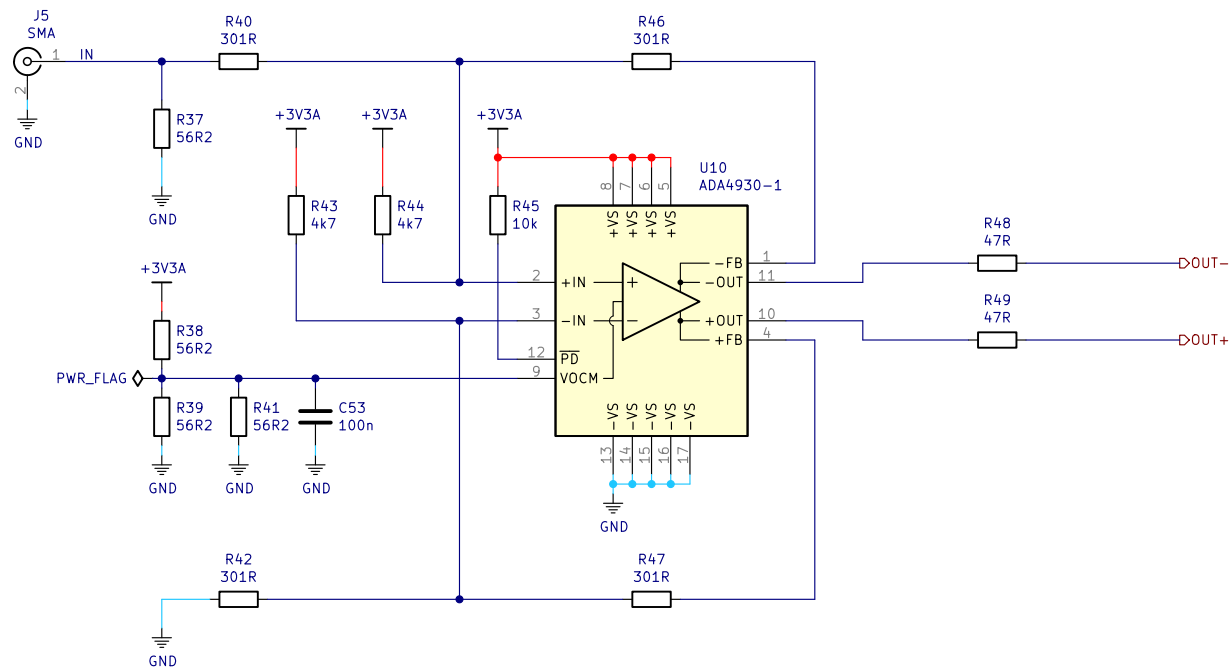 J5
SMA
1
IN
2
GND
R40
301R
R46
301R
R37
56R2
GND
+3V3A
+3V3A
+3V3A
R43
4k7
R44
4k7
R45
10k
U10
ADA4930-1
8
7
6
5
+VS
+VS
+VS
+VS
R48
47R
+3V3A
2
+IN
+
-FB
1
-OUT
11
OUT-
R49
47R
3
-IN
-
+OUT
10
R38
56R2
12
PD
+FB
4
OUT+
PWR_FLAG
9
VOCM
R39
56R2
R41
56R2
C53
100n
-VS
-VS
-VS
-VS
-VS
13
14
15
16
17
GND
GND
GND
GND
R42
301R
R47
301R
GND